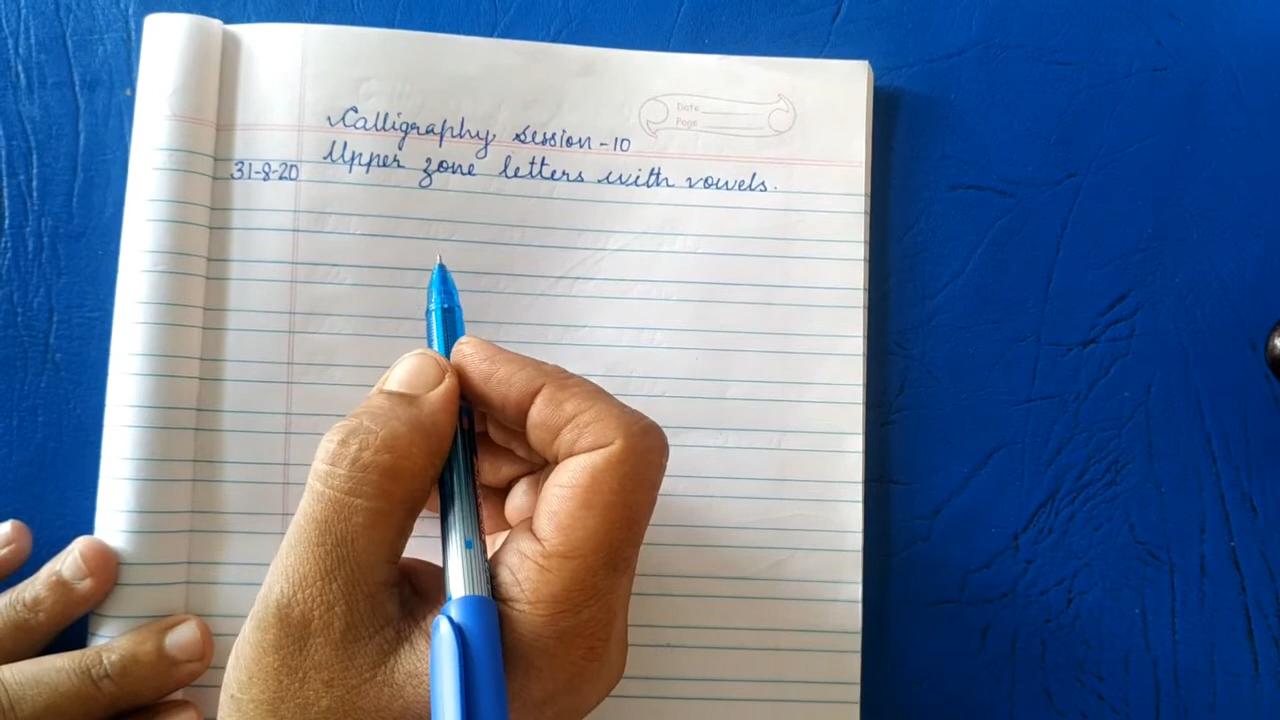 Date
Page
Calligraphy session-10
31-8-20 Upper zone letters with vowels.